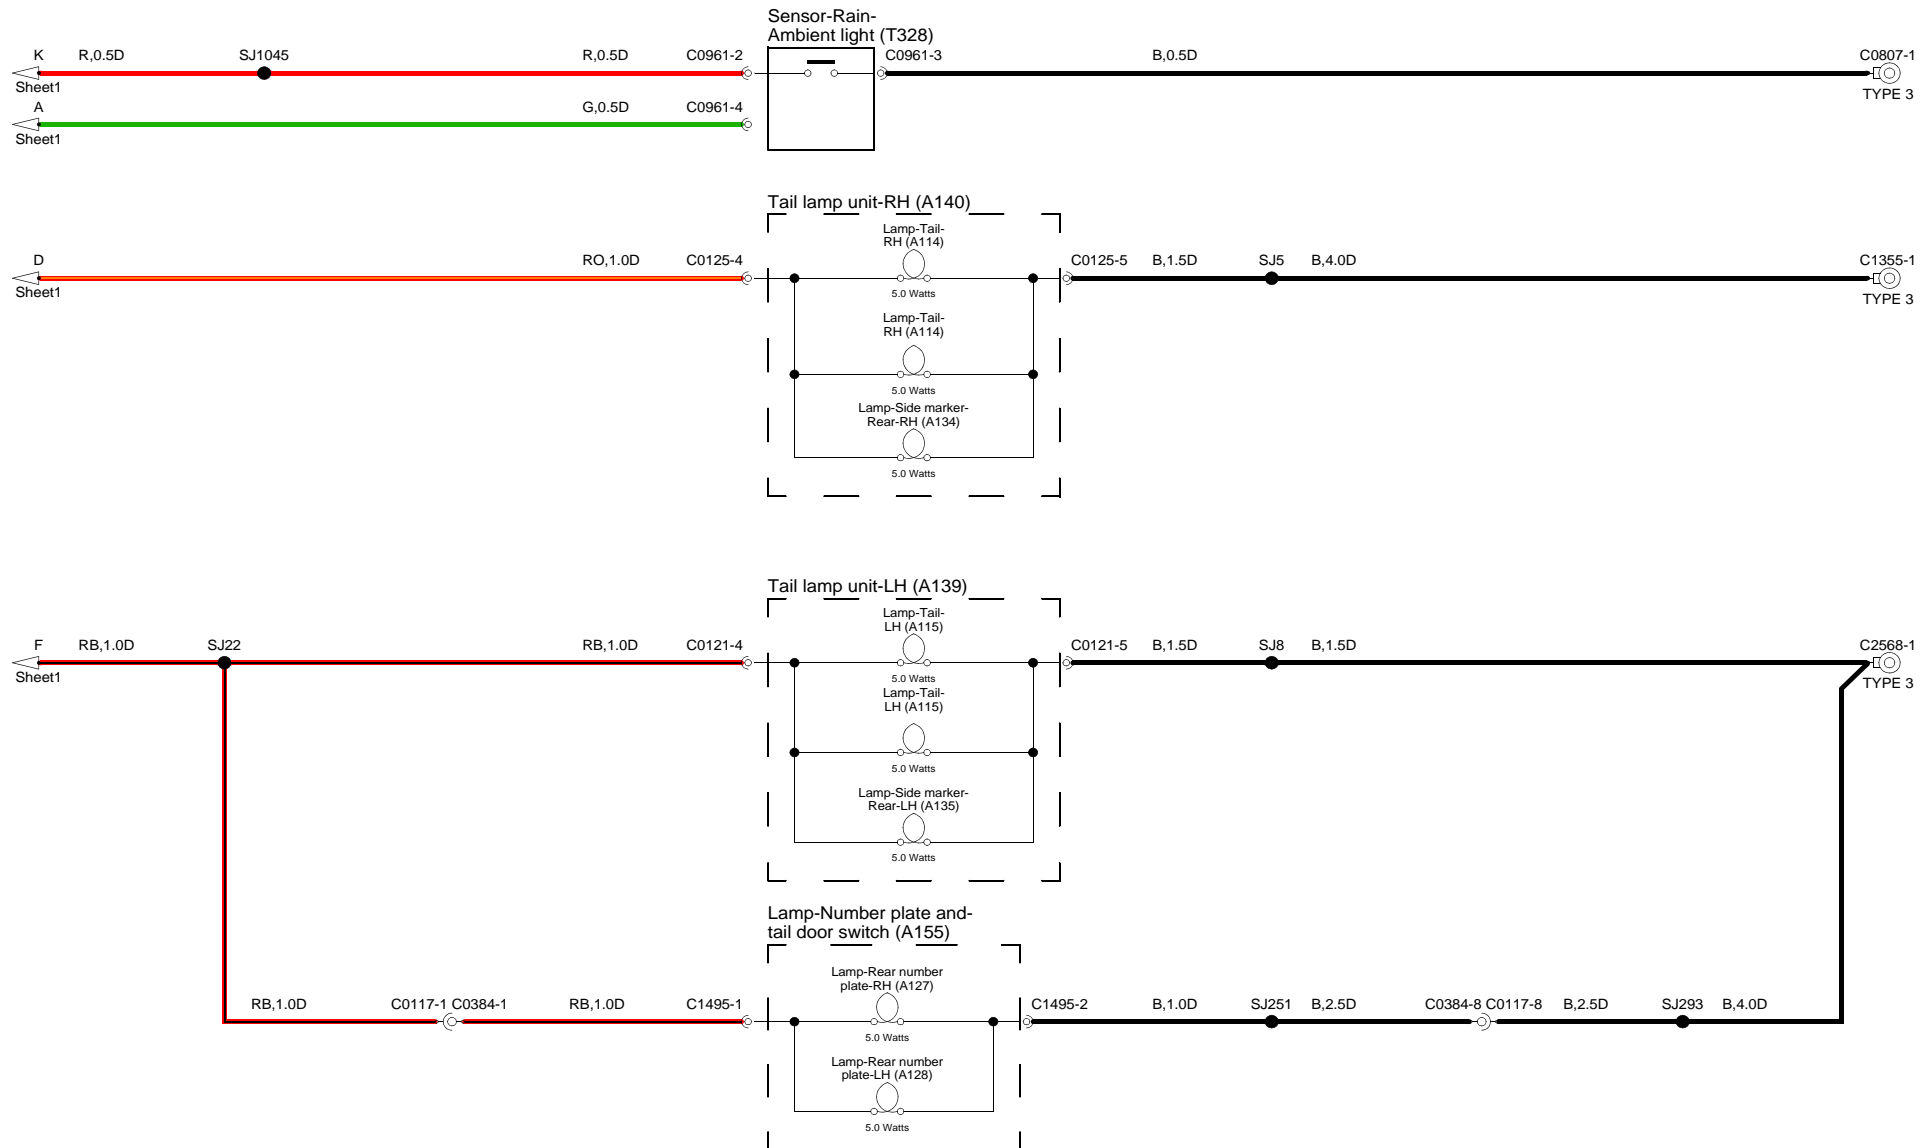 Sensor-Rain-
Ambient light (T328)
K R,0.5D SJ1045 R,0.5D C0961-2 C0961-3 B,0.5D C0807-1
Sheet1 TYPE 3
A G,0.5D C0961-4
Sheet1
Tail lamp unit-RH (A140)
Lamp-Tail-
RH (A114)
D RO,1.0D C0125-4 C0125-5 B,1.5D SJ5 B,4.0D C1355-1
Sheet1 5.0 Watts TYPE 3
Lamp-Tail-
RH (A114)
5.0 Watts
Lamp-Side marker-
Rear-RH (A134)
5.0 Watts
Tail lamp unit-LH (A139)
Lamp-Tail-
LH (A115)
F RB,1.0D SJ22 RB,1.0D C0121-4 C0121-5 B,1.5D SJ8 B,1.5D C2568-1
Sheet1 5.0 Watts TYPE 3
Lamp-Tail-
LH (A115)
5.0 Watts
Lamp-Side marker-
Rear-LH (A135)
5.0 Watts
Lamp-Number plate and-
tail door switch (A155)
Lamp-Rear number
plate-RH (A127)
RB,1.0D C0117-1 C0384-1 RB,1.0D C1495-1 C1495-2 B,1.0D SJ251 B,2.5D C0384-8 C0117-8 B,2.5D SJ293 B,4.0D
5.0 Watts
Lamp-Rear number
plate-LH (A128)
5.0 Watts